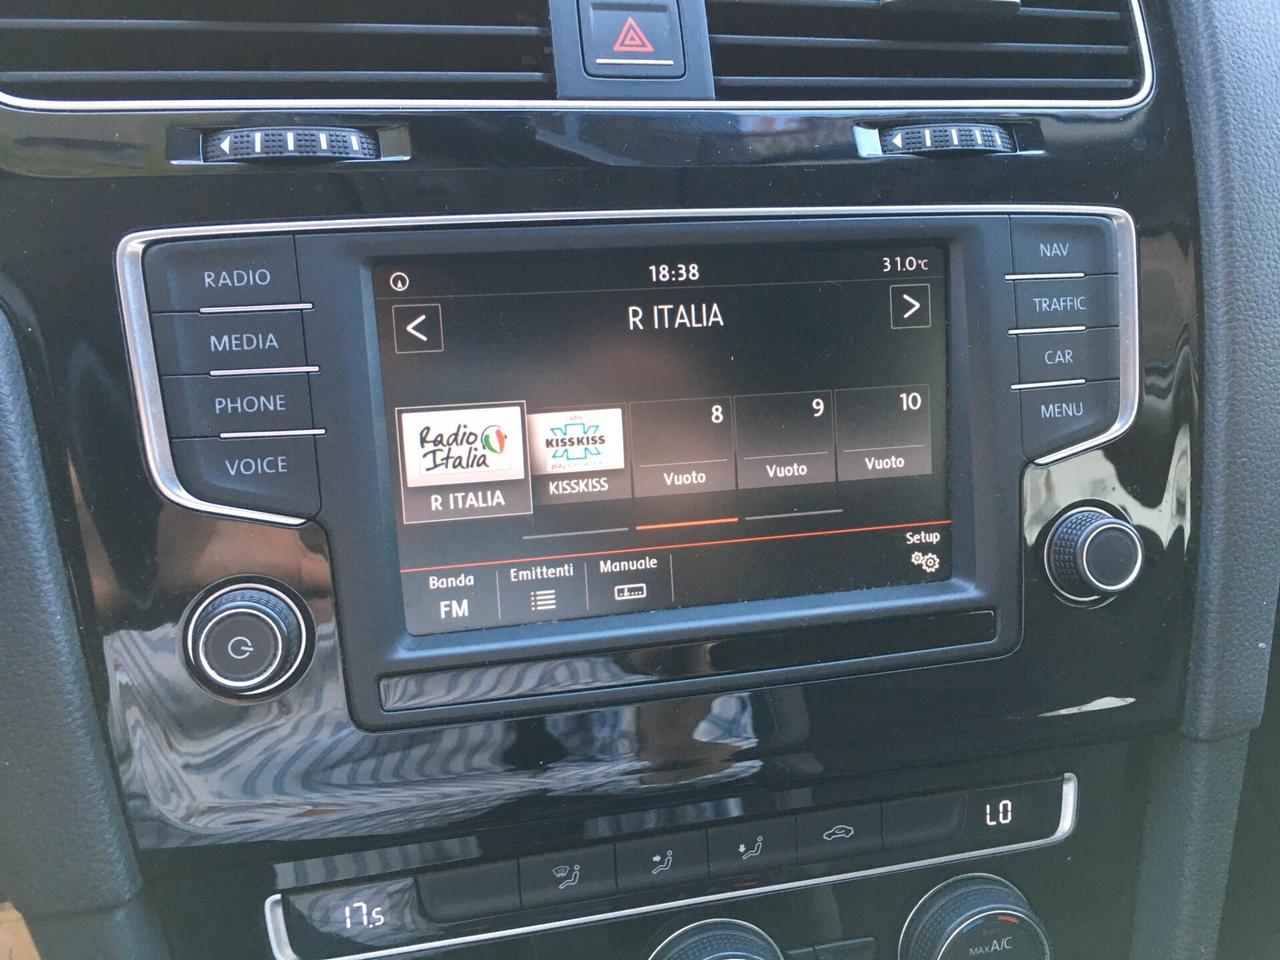 RADIO
MEDIA
PHONE
VOICE
18:38
31.0°C
<
R ITALIA
>
Radio
Italia
R ITALIA
radio
KISSKISS
KISSKISS
8
Vuoto
9
Vuoto
10
Vuoto
Banda
FM
Emittenti
Manuale
Setup
NAV
TRAFFIC
CAR
MENU
17.5
LO
MAX A/C